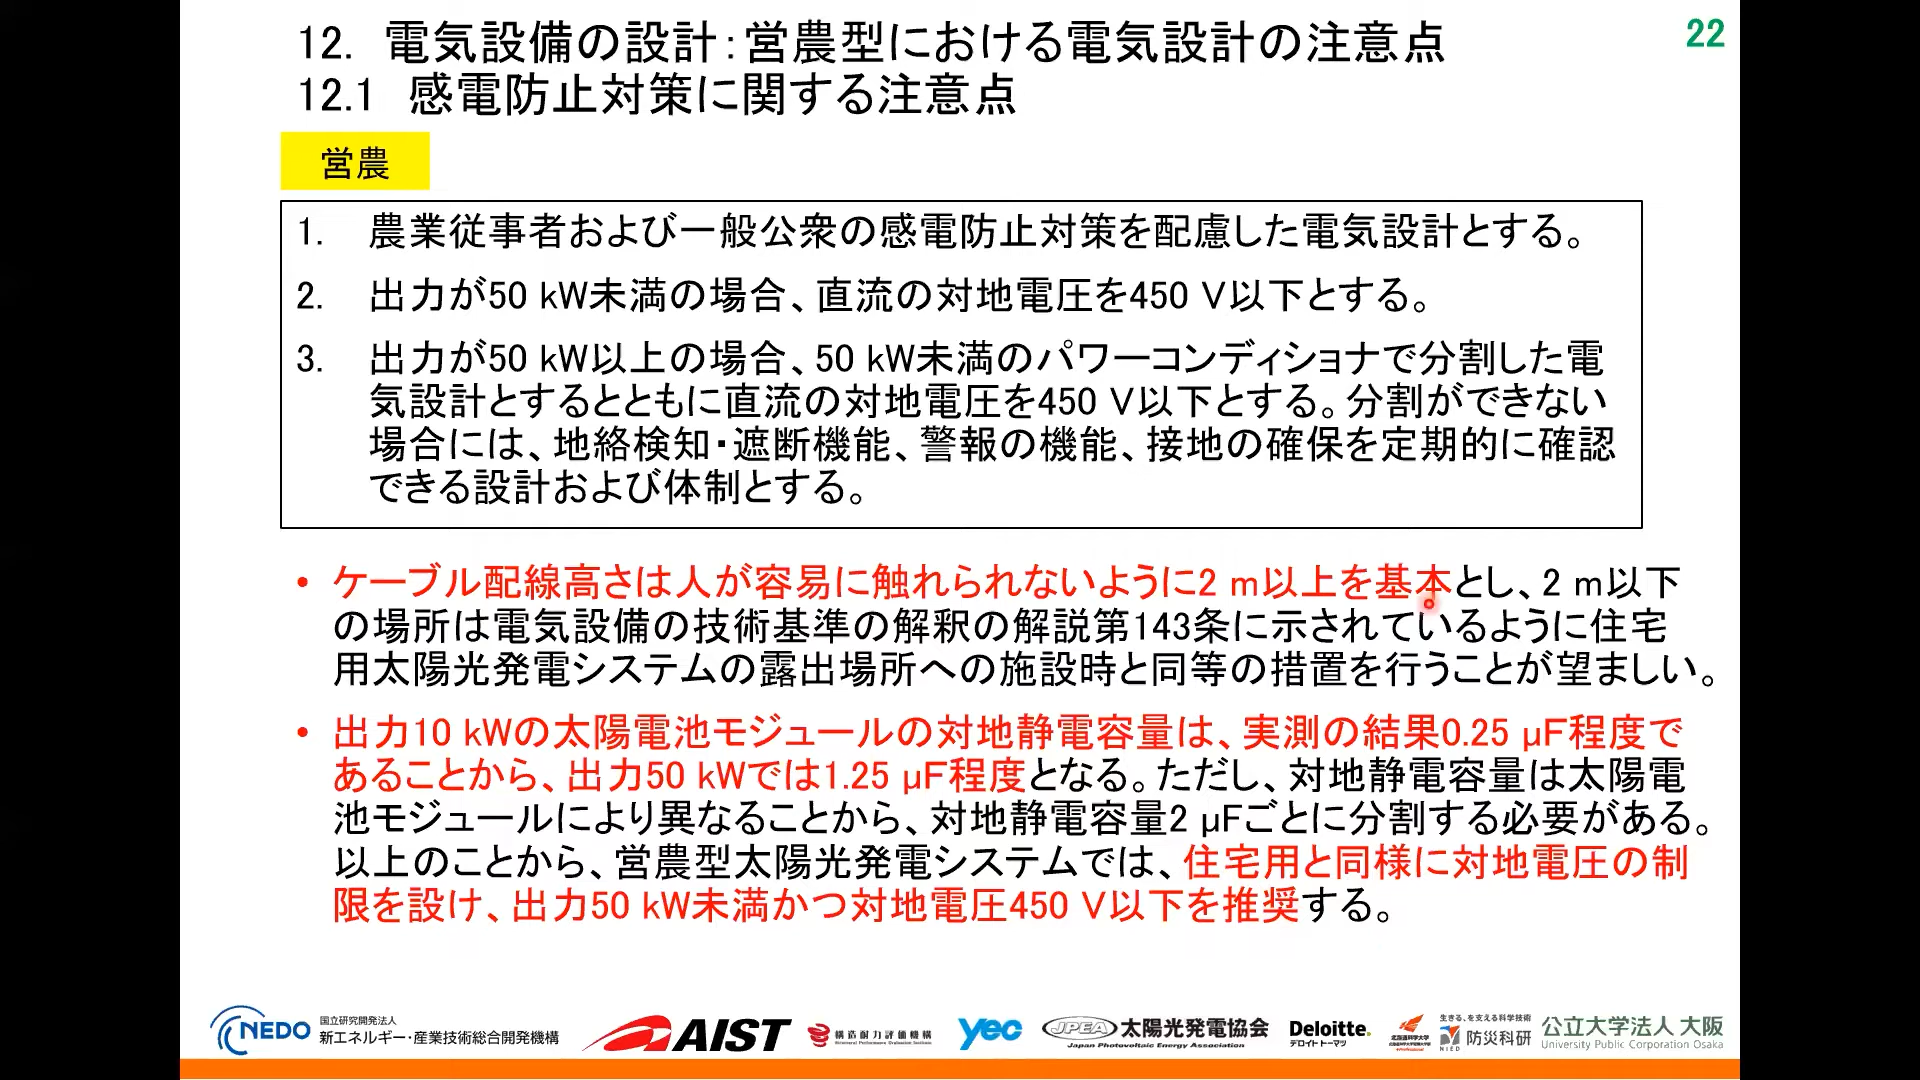 12. 電気設備の設計：営農型における電気設計の注意点
22
12.1 感電防止対策に関する注意点
営農
1. 農業従事者および一般公衆の感電防止対策を配慮した電気設計とする。
2. 出力が50 kW未満の場合、直流の対地電圧を450 V以下とする。
3. 出力が50 kW以上の場合、50 kW未満のパワーコンディショナで分割した電
気設計とするとともに直流の対地電圧を450 V以下とする。分割ができない
場合には、地絡検知・遮断機能、警報の機能、接地の確保を定期的に確認
できる設計および体制とする。
• ケーブル配線高さは人が容易に触れられないように2 m以上を基本とし、2 m以下
の場所は電気設備の技術基準の解釈の解説第143条に示されているように住宅
用太陽光発電システムの露出場所への施設時と同等の措置を行うことが望ましい。
• 出力10 kWの太陽電池モジュールの対地静電容量は、実測の結果0.25 μF程度で
あることから、出力50 kWでは1.25 μF程度となる。ただし、対地静電容量は太陽電
池モジュールにより異なることから、対地静電容量2 μFごとに分割する必要がある。
以上のことから、営農型太陽光発電システムでは、住宅用と同様に対地電圧の制
限を設け、出力50 kW未満かつ対地電圧450 V以下を推奨する。
NEDO
国立研究開発法人
新エネルギー・産業技術総合開発機構
AIST
構造耐力評価機構
yec
JPEA 太陽光発電協会
Japan Photovoltaic Energy Association
Deloitte.
デロイト トーマツ
北海道科学大学
生きる、を支える科学技術
防災科研
NIED
公立大学法人 大阪
University Public Corporation Osaka